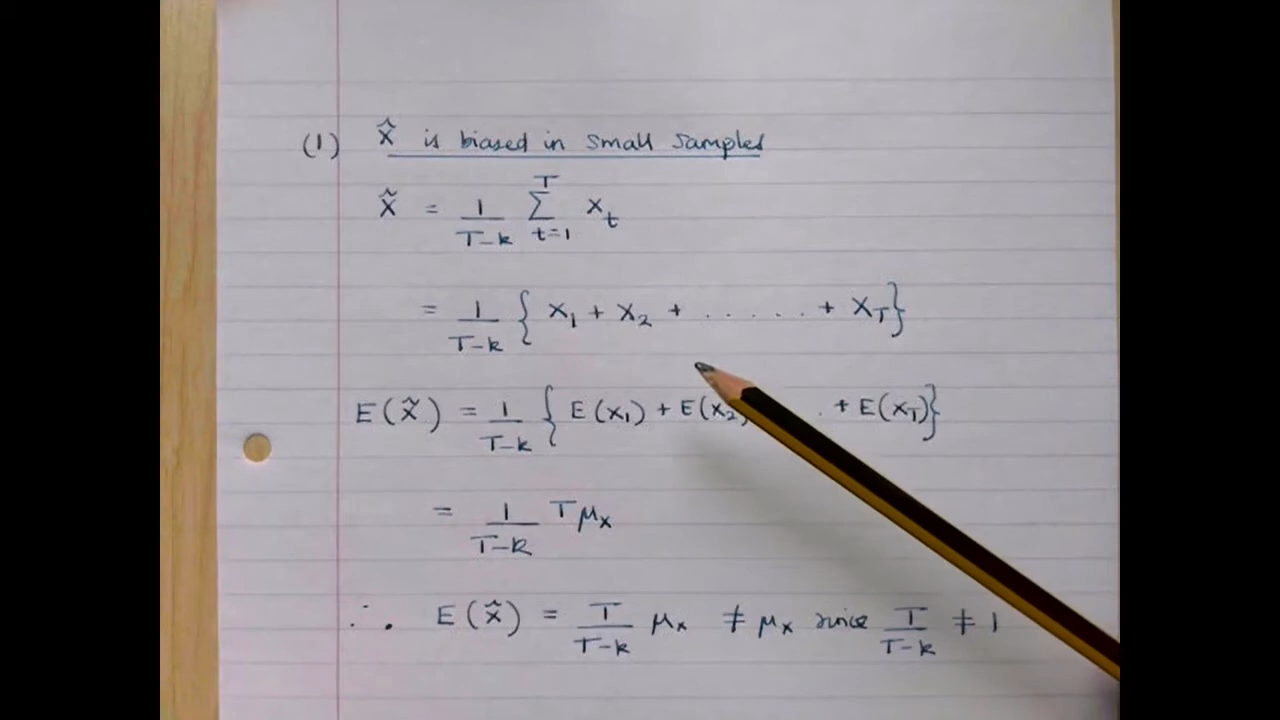 (1) X̃ is biased in small samples
X̃ = 1/(T-k) ∑_{t=1}^{T} X_t
= 1/(T-k) { X_1 + X_2 + ..... + X_T }
E(X̃) = 1/(T-k) { E(X_1) + E(X_2) . + E(X_T) }
= 1/(T-k) T μ_X
∴ E(X̃) = T/(T-k) μ_X ≠ μ_X since T/(T-k) ≠ 1